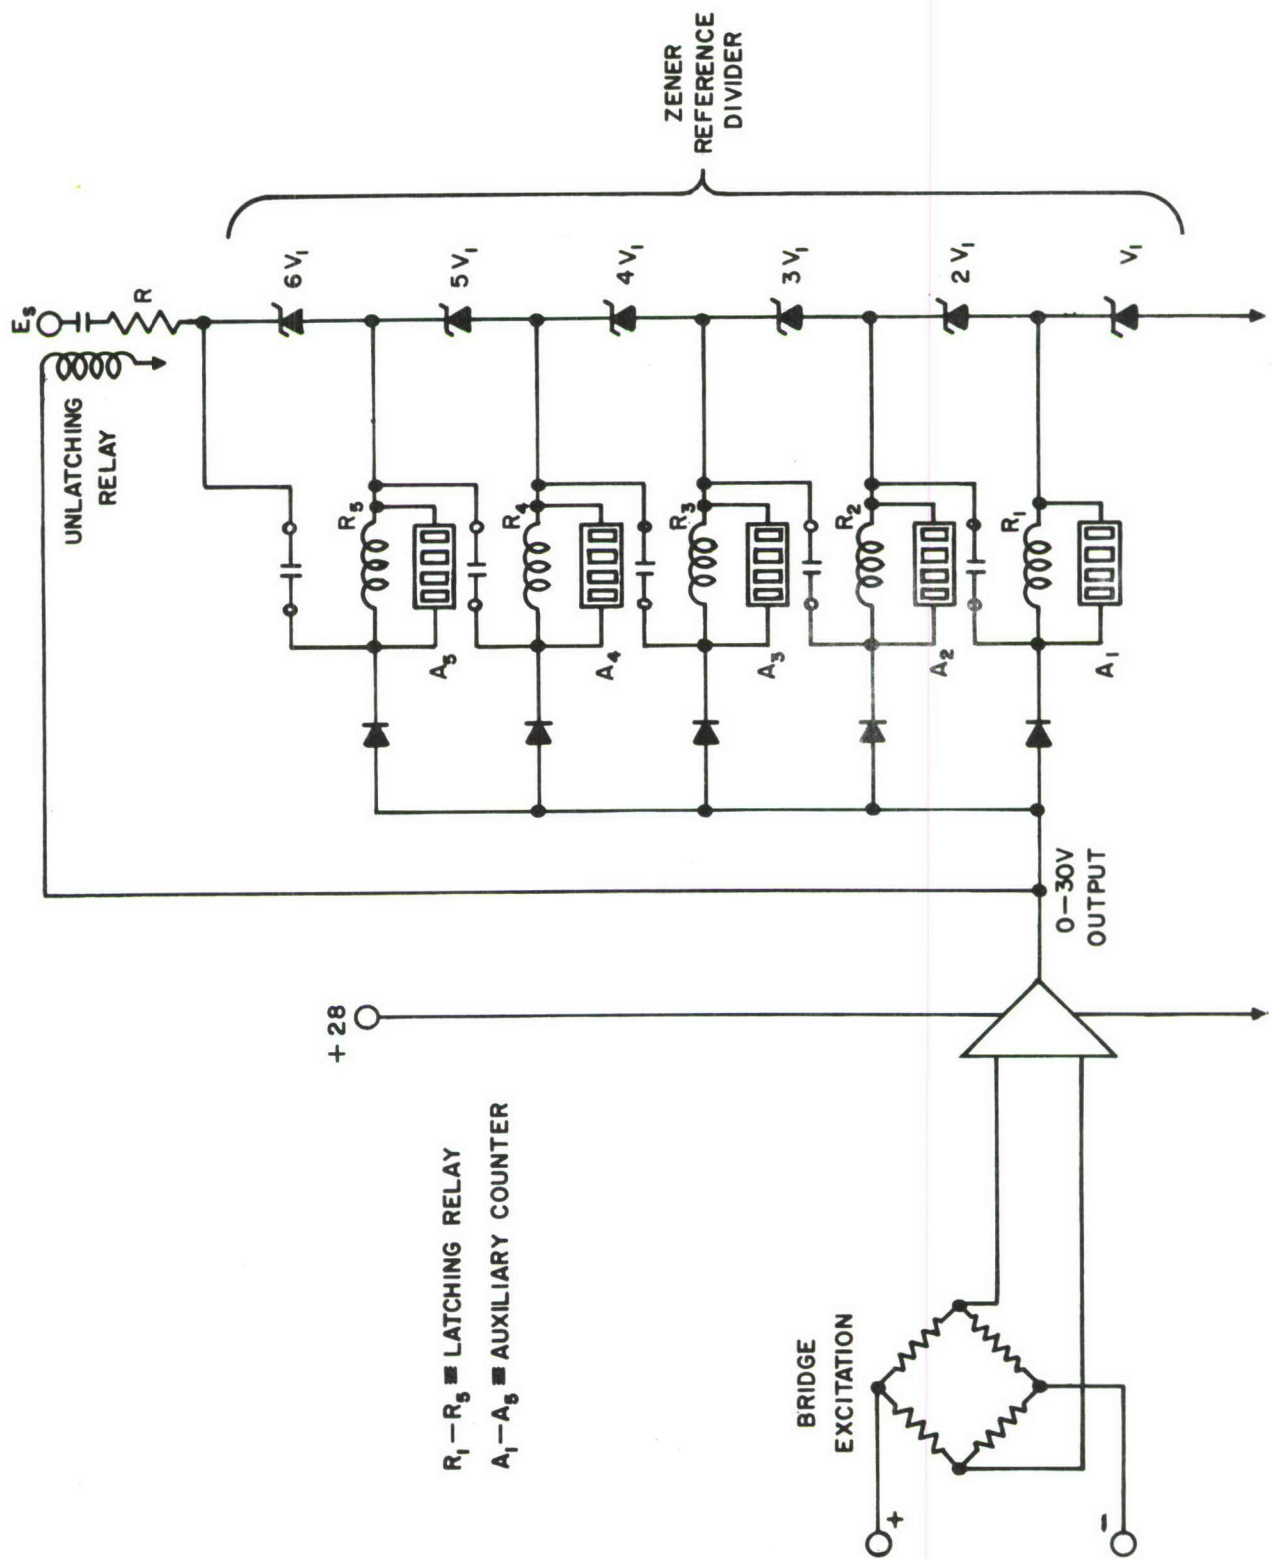 ZENER
REFERENCE
DIVIDER
Es
R
6 V1
5 V1
4 V1
3 V1
2 V1
V1
UNLATCHING
RELAY
R5
R4
R3
R2
R1
A5
A4
A3
A2
A1
0-30V
OUTPUT
+ 28
R1-R5 ≡ LATCHING RELAY
A1-A5 ≡ AUXILIARY COUNTER
BRIDGE
EXCITATION
+
-